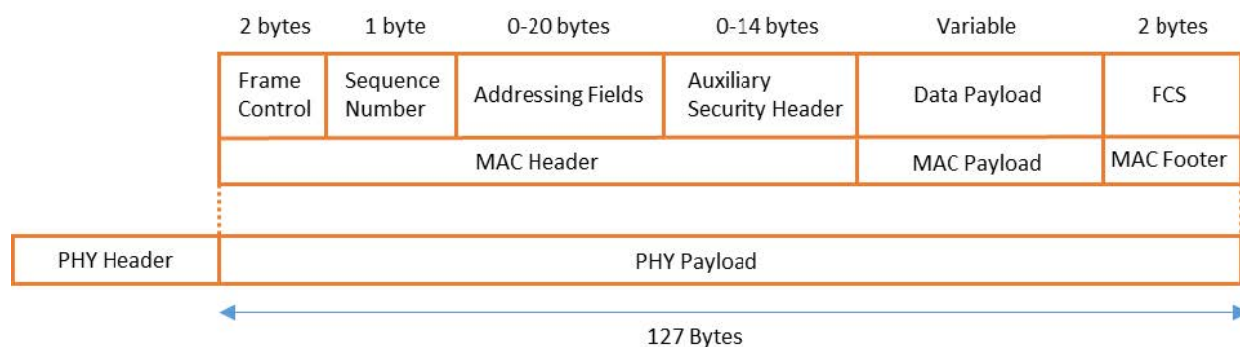 2 bytes 1 byte 0-20 bytes 0-14 bytes Variable 2 bytes
Frame Control Sequence Number Addressing Fields Auxiliary Security Header Data Payload FCS
MAC Header MAC Payload MAC Footer
PHY Header PHY Payload
127 Bytes